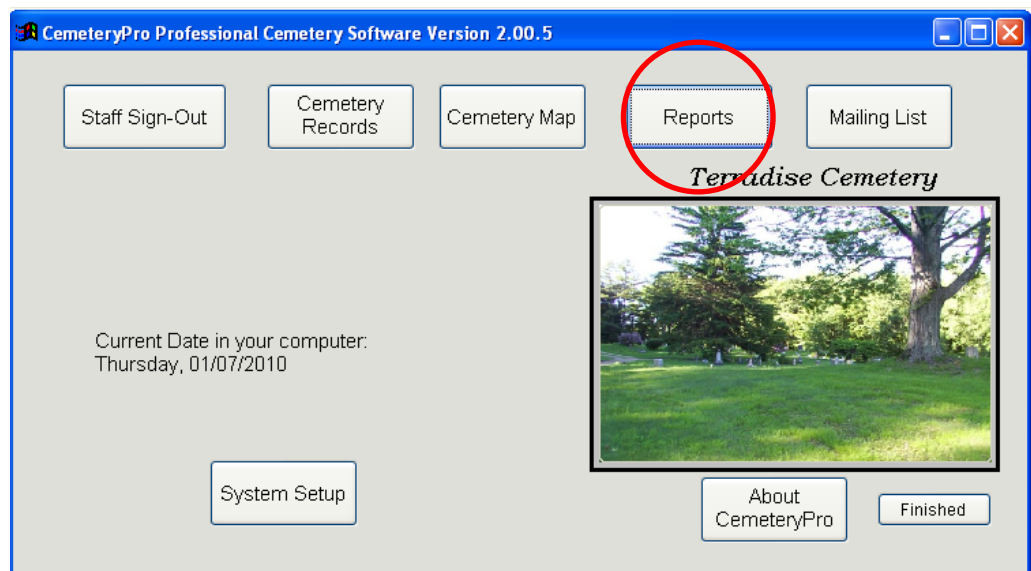 CemeteryPro Professional Cemetery Software Version 2.00.5
Staff Sign-Out
Cemetery
Records
Cemetery Map
Reports
Mailing List
Terradise Cemetery
Current Date in your computer:
Thursday, 01/07/2010
System Setup
About
CemeteryPro
Finished